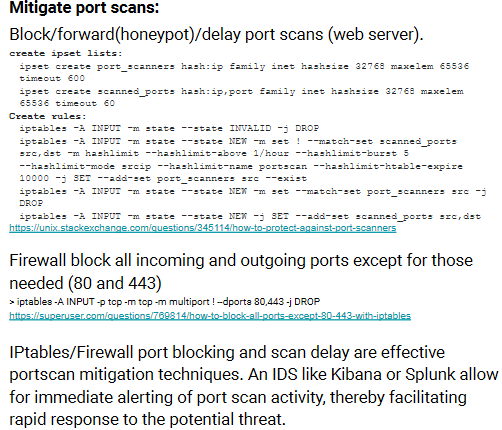 Mitigate port scans:
Block/forward(honeypot)/delay port scans (web server).
create ipset lists:
ipset create port_scanners hash:ip family inet hashsize 32768 maxelem 65536
timeout 600
ipset create scanned_ports hash:ip,port family inet hashsize 32768 maxelem
65536 timeout 60
Create rules:
iptables -A INPUT -m state --state INVALID -j DROP
iptables -A INPUT -m state --state NEW -m set ! --match-set scanned_ports
src,dst -m hashlimit --hashlimit-above 1/hour --hashlimit-burst 5
--hashlimit-mode srcip --hashlimit-name portscan --hashlimit-htable-expire
10000 -j SET --add-set port_scanners src --exist
iptables -A INPUT -m state --state NEW -m set --match-set port_scanners src -j
DROP
iptables -A INPUT -m state --state NEW -j SET --add-set scanned_ports src,dst
https://unix.stackexchange.com/questions/345114/how-to-protect-against-port-scanners
Firewall block all incoming and outgoing ports except for those
needed (80 and 443)
> iptables -A INPUT -p tcp -m tcp -m multiport ! --dports 80,443 -j DROP
https://superuser.com/questions/769814/how-to-block-all-ports-except-80-443-with-iptables
IPtables/Firewall port blocking and scan delay are effective
portscan mitigation techniques. An IDS like Kibana or Splunk allow
for immediate alerting of port scan activity, thereby facilitating
rapid response to the potential threat.